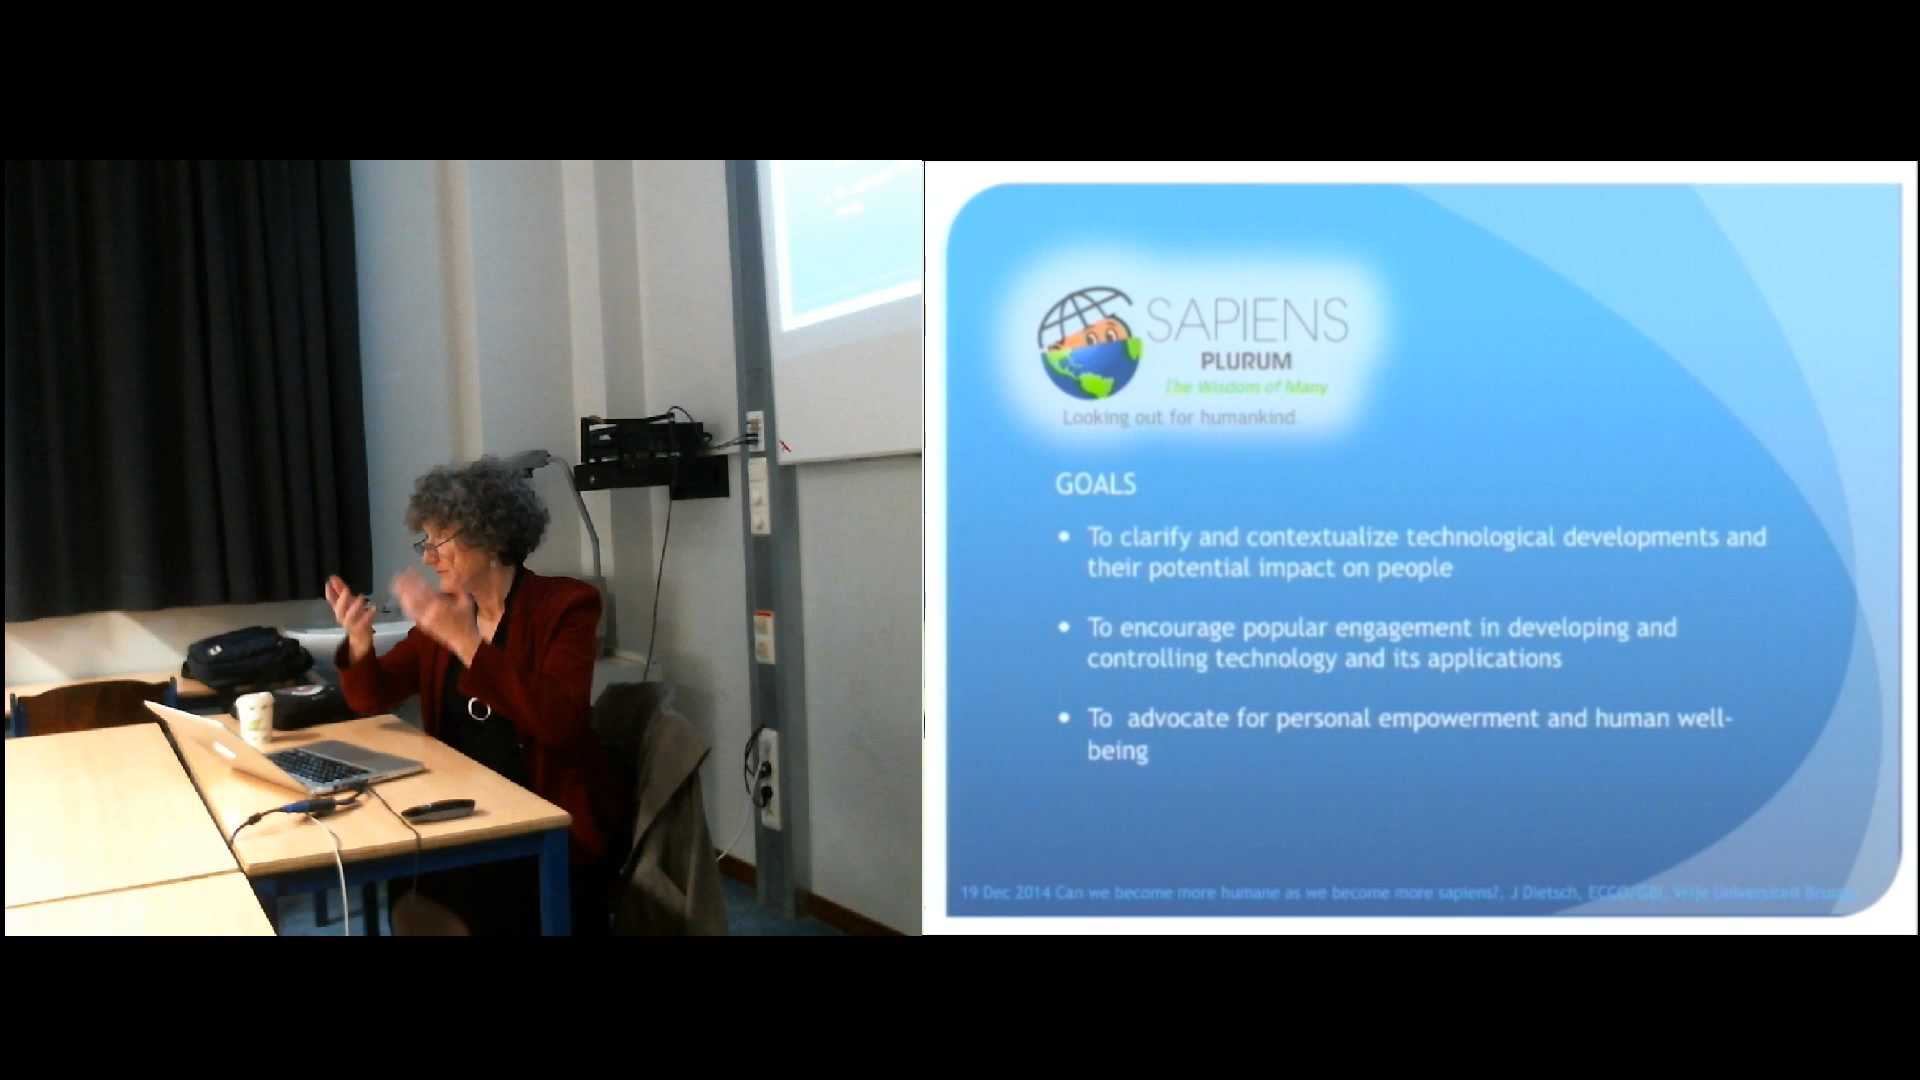 SAPIENS
PLURUM
The Wisdom of Many
Looking out for humankind.
GOALS
• To clarify and contextualize technological developments and
their potential impact on people
• To encourage popular engagement in developing and
controlling technology and its applications
• To advocate for personal empowerment and human well-
being
19 Dec 2014 Can we become more humane as we become more sapiens?, J Dietsch, ECCO/GBI, Vrije Universiteit